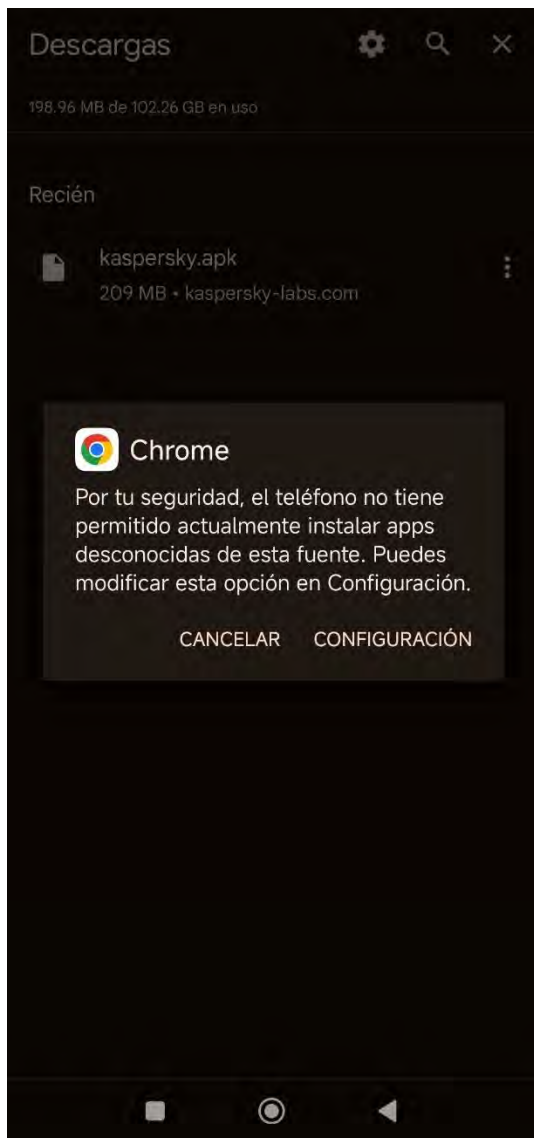 Descargas
198.96 MB de 102.26 GB en uso
Recién
kaspersky.apk
209 MB • kaspersky-labs.com
Chrome
Por tu seguridad, el teléfono no tiene
permitido actualmente instalar apps
desconocidas de esta fuente. Puedes
modificar esta opción en Configuración.
CANCELAR CONFIGURACIÓN